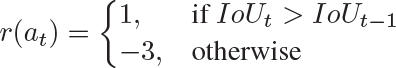 r(a_t) = { 1, if IoU_t > IoU_{t−1}
−3, otherwise